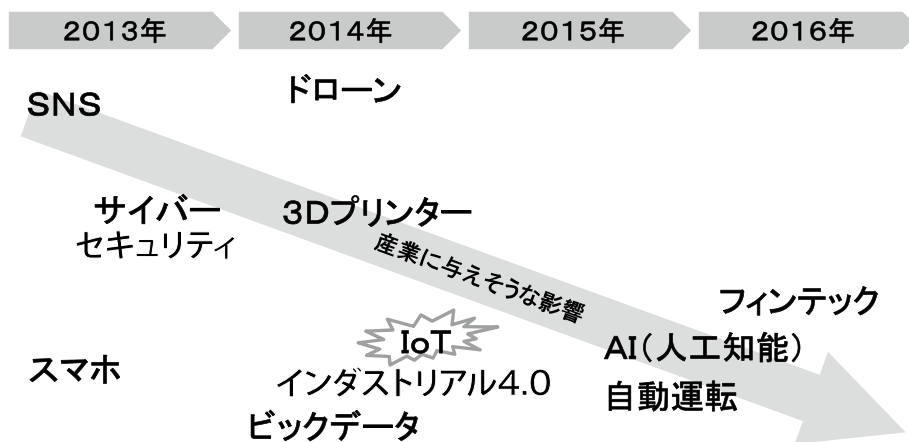 2013年
2014年
2015年
2016年
SNS
ドローン
サイバー
セキュリティ
3Dプリンター
産業に与えそうな影響
スマホ
IoT
インダストリアル4.0
ビックデータ
フィンテック
AI(人工知能)
自動運転